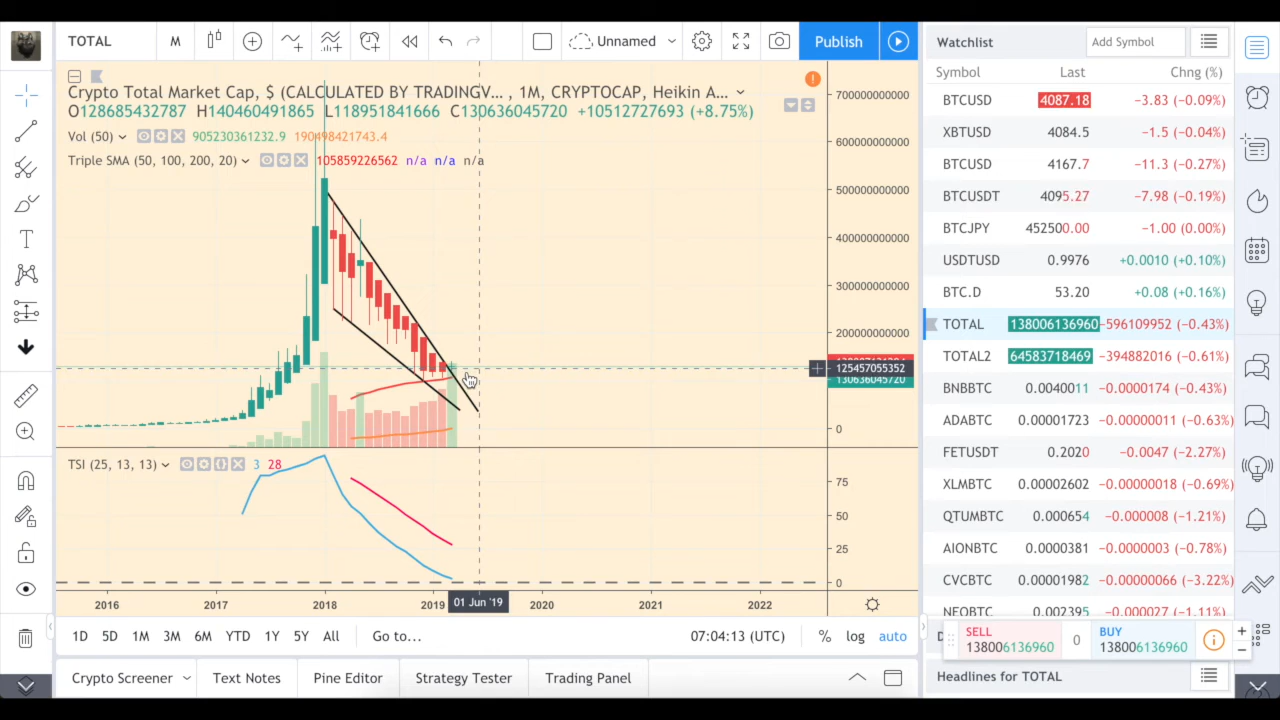 TOTAL M Unnamed Publish
Crypto Total Market Cap, $ (CALCULATED BY TRADINGV... , 1M, CRYPTOCAP, Heikin A...
O128685432787 H140460491865 L118951841666 C130636045720 +10512727693 (+8.75%)
Vol (50) 905230361232.9 190498421743.4
Triple SMA (50, 100, 200, 20) 105859226562 n/a n/a n/a
700000000000
600000000000
500000000000
400000000000
300000000000
200000000000
125457055352
130636045720
0
TSI (25, 13, 13) 3 28
75
50
25
0
2016 2017 2018 2019 01 Jun '19 2020 2021 2022
1D 5D 1M 3M 6M YTD 1Y 5Y All Go to... 07:04:13 (UTC) % log auto
Crypto Screener Text Notes Pine Editor Strategy Tester Trading Panel
Watchlist Add Symbol
Symbol Last Chng (%)
BTCUSD 4087.18 −3.83 (−0.09%)
XBTUSD 4084.5 −1.5 (−0.04%)
BTCUSD 4167.7 −11.3 (−0.27%)
BTCUSDT 4095.27 −7.98 (−0.19%)
BTCJPY 452500.00 −1.00 (0.00%)
USDTUSD 0.9976 +0.0010 (+0.10%)
BTC.D 53.20 +0.08 (+0.16%)
TOTAL 138006136960 −596109952 (−0.43%)
TOTAL2 64583718469 −394882016 (−0.61%)
BNBBTC 0.0040011 −0.0000174 (−0.43%)
ADABTC 0.00001723 −0.00000011 (−0.63%)
FETUSDT 0.2020 −0.0047 (−2.27%)
XLMBTC 0.00002602 −0.00000018 (−0.69%)
QTUMBTC 0.000654 −0.000008 (−1.21%)
AIONBTC 0.0000381 −0.0000003 (−0.78%)
CVCBTC 0.00001982 −0.00000066 (−3.22%)
NEOBTC 0.002395 −0.000027 (−1.11%)
SELL
138006136960
0
BUY
138006136960
Headlines for TOTAL